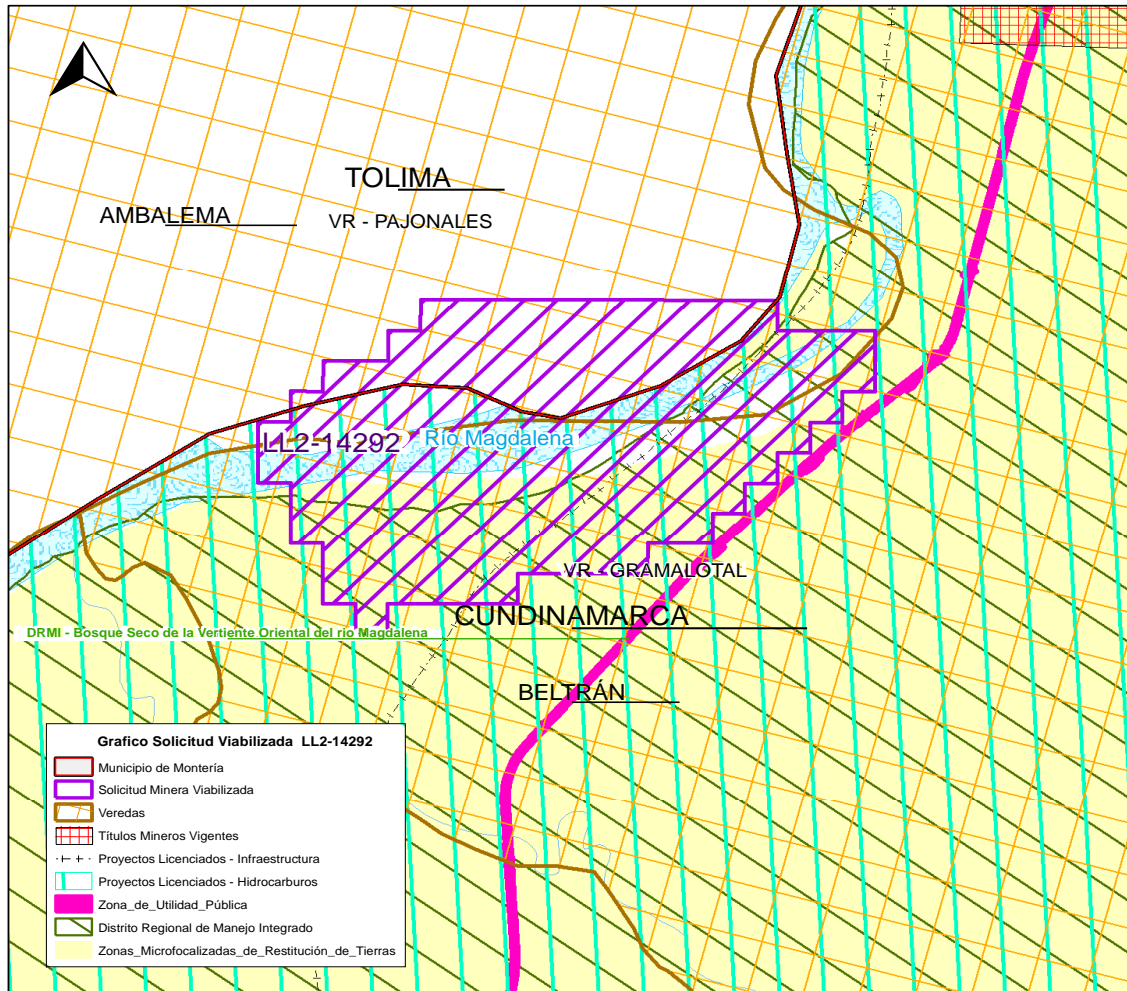 TOLIMA
AMBALEMA
VR - PAJONALES
LL2-14292
Río Magdalena
VR - GRAMALOTAL
CUNDINAMARCA
DRMI - Bosque Seco de la Vertiente Oriental del río Magdalena
BELTRÁN
Grafico Solicitud Viabilizada LL2-14292
Municipio de Montería
Solicitud Minera Viabilizada
Veredas
Títulos Mineros Vigentes
Proyectos Licenciados - Infraestructura
Proyectos Licenciados - Hidrocarburos
Zona_de_Utilidad_Pública
Distrito Regional de Manejo Integrado
Zonas_Microfocalizadas_de_Restitución_de_Tierras